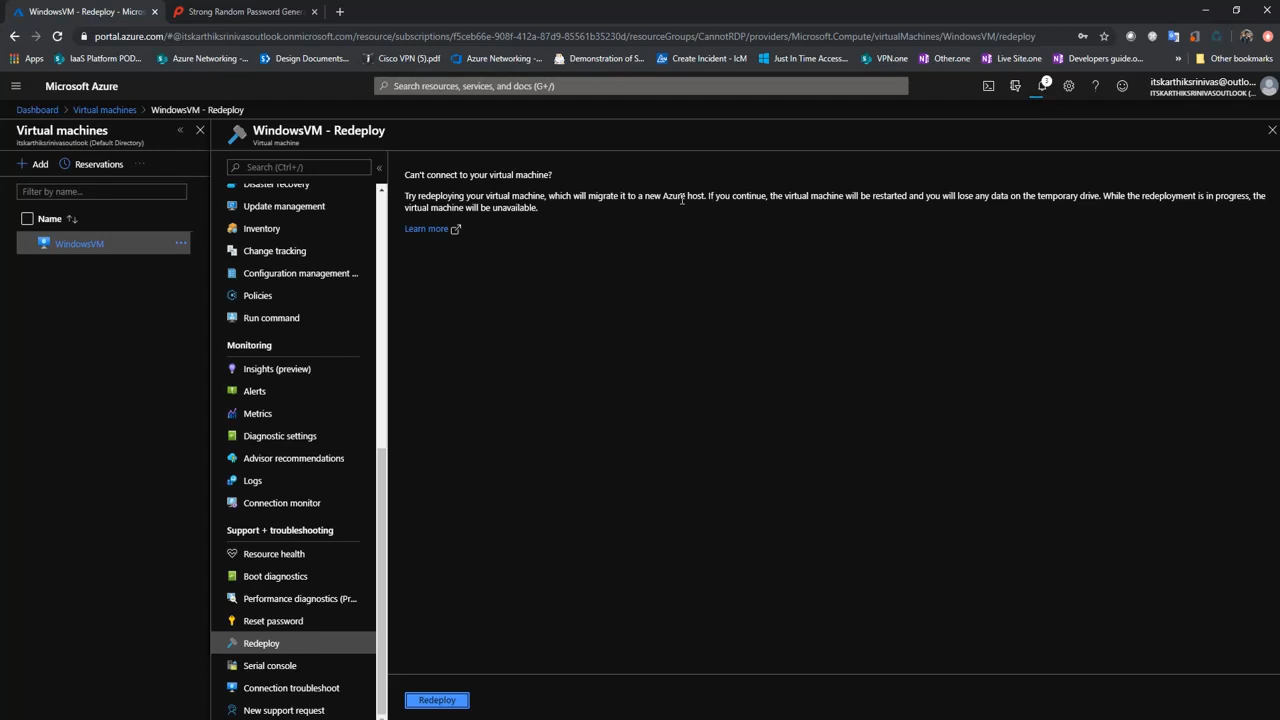 WindowsVM - Redeploy - Micros
Strong Random Password Gener
portal.azure.com/#@itskarthiksrinivasoutlook.onmicrosoft.com/resource/subscriptions/f5ceb66e-908f-412a-87d9-85561b35230d/resourceGroups/CannotRDP/providers/Microsoft.Compute/virtualMachines/WindowsVM/redeploy
Apps
IaaS Platform POD...
Azure Networking -...
Design Documents...
Cisco VPN (5).pdf
Azure Networking -...
Demonstration of S...
Create Incident - IcM
Just In Time Access...
VPN.one
Other.one
Live Site.one
Developers guide.o...
»
Other bookmarks
Microsoft Azure
Search resources, services, and docs (G+/)
3
itskarthiksrinivas@outlo...
ITSKARTHIKSRINIVASOUTLOOK (...
Dashboard > Virtual machines > WindowsVM - Redeploy
Virtual machines
itskarthiksrinivasoutlook (Default Directory)
+ Add
Reservations
...
Filter by name...
Name ↑↓
WindowsVM
...
WindowsVM - Redeploy
Virtual machine
Search (Ctrl+/)
Disaster recovery
Update management
Inventory
Change tracking
Configuration management ...
Policies
Run command
Monitoring
Insights (preview)
Alerts
Metrics
Diagnostic settings
Advisor recommendations
Logs
Connection monitor
Support + troubleshooting
Resource health
Boot diagnostics
Performance diagnostics (Pr...
Reset password
Redeploy
Serial console
Connection troubleshoot
New support request
Can't connect to your virtual machine?
Try redeploying your virtual machine, which will migrate it to a new Azure host. If you continue, the virtual machine will be restarted and you will lose any data on the temporary drive. While the redeployment is in progress, the
virtual machine will be unavailable.
Learn more
Redeploy